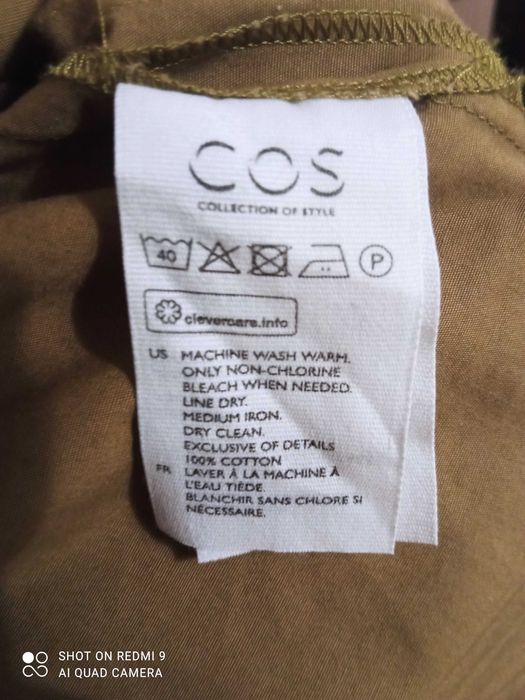 COS
COLLECTION OF STYLE
40
P
clevercare.info
US MACHINE WASH WARM.
ONLY NON-CHLORINE
BLEACH WHEN NEEDED.
LINE DRY.
MEDIUM IRON.
DRY CLEAN.
EXCLUSIVE OF DETAILS
100% COTTON
FR LAVER À LA MACHINE À
L'EAU TIÈDE.
BLANCHIR SANS CHLORE SI
NÉCESSAIRE.
SHOT ON REDMI 9
AI QUAD CAMERA